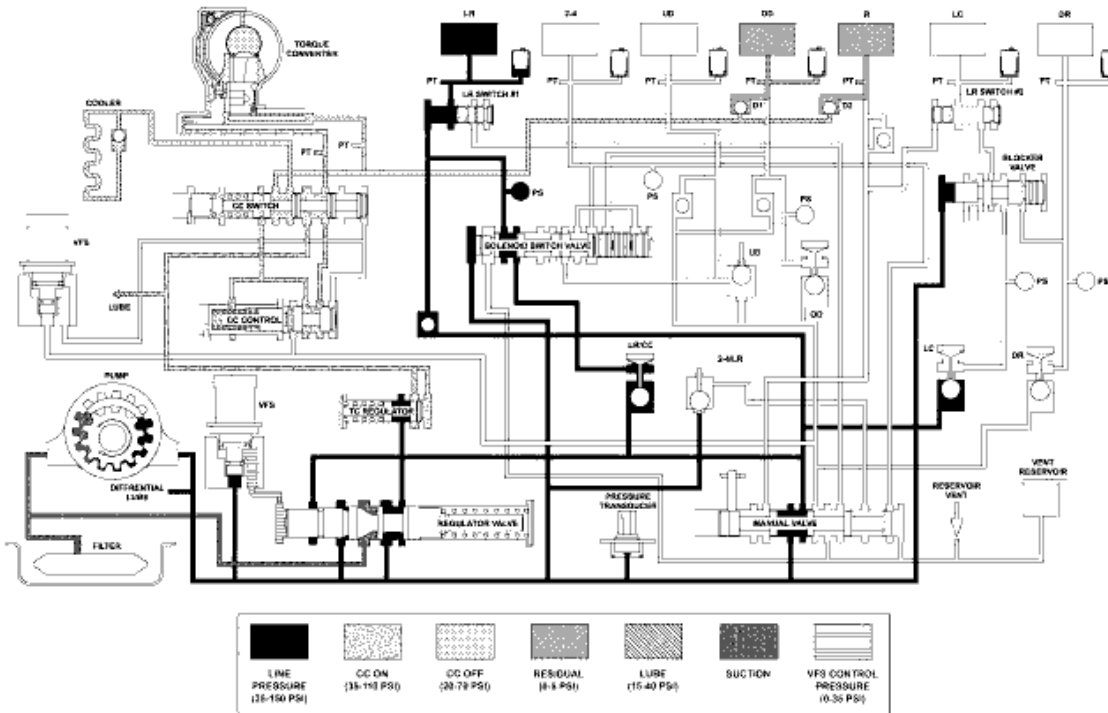 L-R
2-4
UD
OD
R
LC
DR
TORQUE
CONVERTER
COOLER
PT
PT
PT
PT
PT
PT
PT
PT
PT
LR SWITCH #1
D1
D2
LR SWITCH #2
BLOCKER
VALVE
CC SWITCH
PS
PS
PS
SOLENOID SWITCH VALVE
VFS
UD
LUBE
CC CONTROL
OD
PS
PS
LR/CC
2-4/LR
LC
DR
PUMP
VFS
TC REGULATOR
DIFFRENTIAL
LUBE
FILTER
REGULATOR VALVE
PRESSURE
TRANSDUCER
MANUAL VALVE
RESERVOIR
VENT
VENT
RESERVOIR
LINE
PRESSURE
(25-150 PSI)
CC ON
(35-110 PSI)
CC OFF
(20-70 PSI)
RESIDUAL
(0-5 PSI)
LUBE
(15-40 PSI)
SUCTION
VFS CONTROL
PRESSURE
(0-35 PSI)